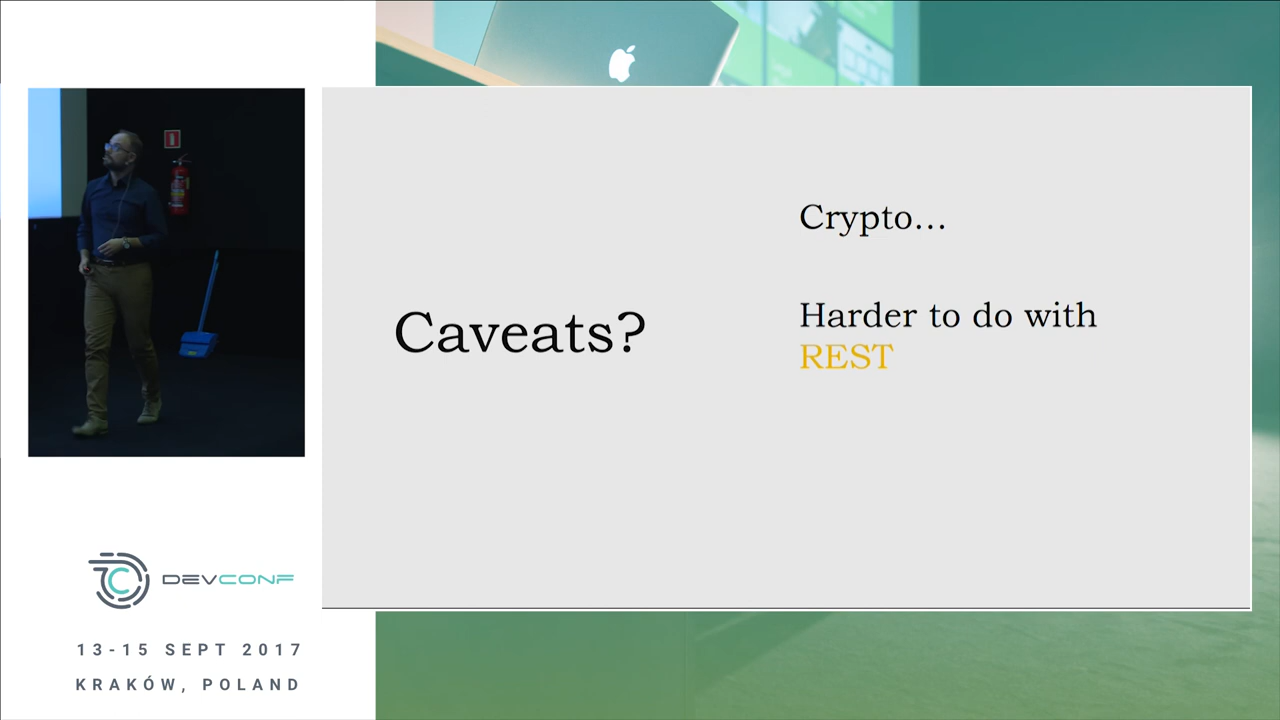 Caveats?
Crypto...
Harder to do with
REST
DEVCONF
13-15 SEPT 2017
KRAKÓW, POLAND